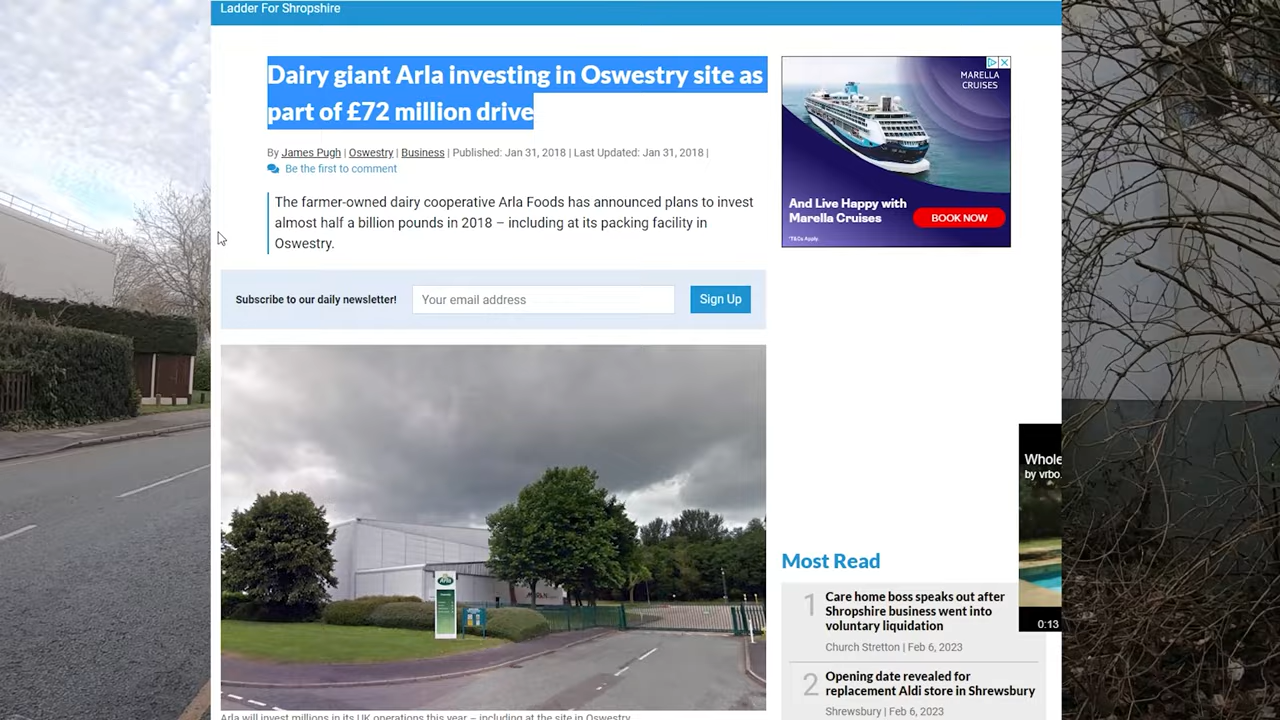 Ladder For Shropshire
Dairy giant Arla investing in Oswestry site as
part of £72 million drive
By James Pugh | Oswestry | Business | Published: Jan 31, 2018 | Last Updated: Jan 31, 2018 |
Be the first to comment
The farmer-owned dairy cooperative Arla Foods has announced plans to invest
almost half a billion pounds in 2018 – including at its packing facility in
Oswestry.
Subscribe to our daily newsletter!
Your email address
Sign Up
Arla
Arla will invest millions in its UK operations this year – including at the site in Oswestry
MARELLA
CRUISES
And Live Happy with
Marella Cruises
BOOK NOW
*T&Cs Apply.
Whole
by vrbo.
0:13
Most Read
1
Care home boss speaks out after
Shropshire business went into
voluntary liquidation
Church Stretton | Feb 6, 2023
2
Opening date revealed for
replacement Aldi store in Shrewsbury
Shrewsbury | Feb 6, 2023